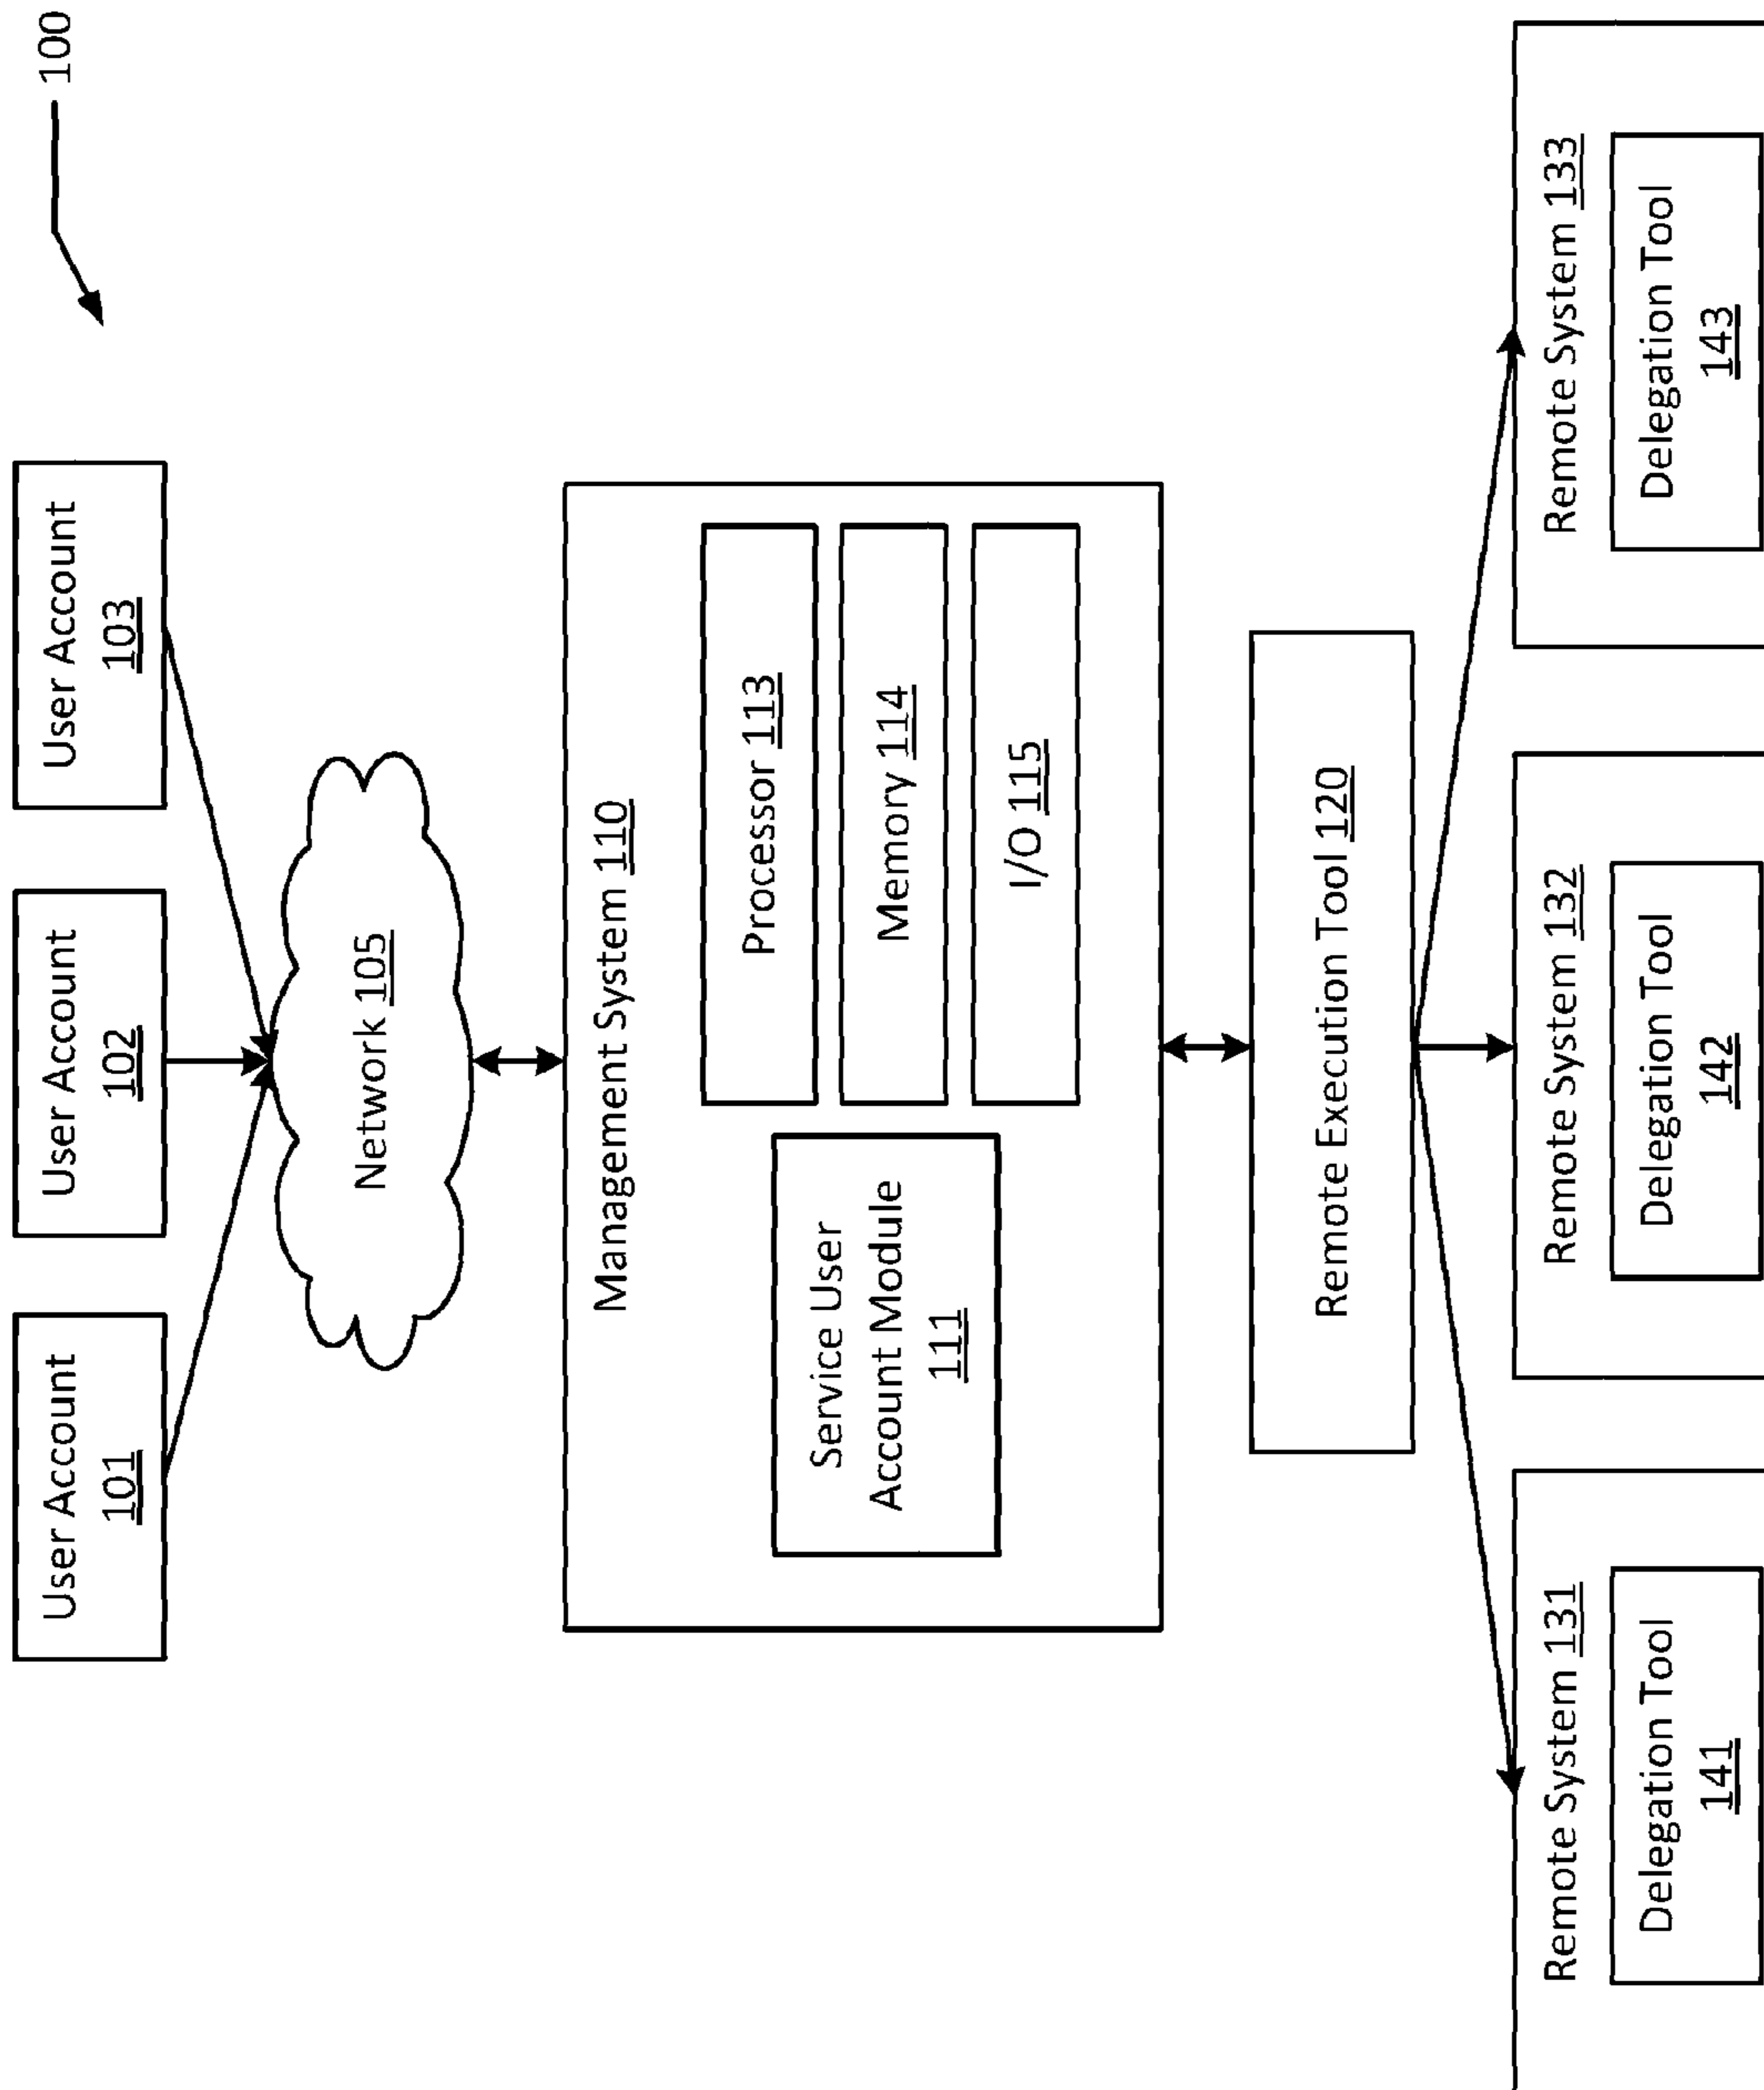 100
User Account
101
User Account
102
User Account
103
Network 105
Management System 110
Service User
Account Module
111
Processor 113
Memory 114
I/O 115
Remote Execution Tool 120
Remote System 131
Delegation Tool
141
Remote System 132
Delegation Tool
142
Remote System 133
Delegation Tool
143